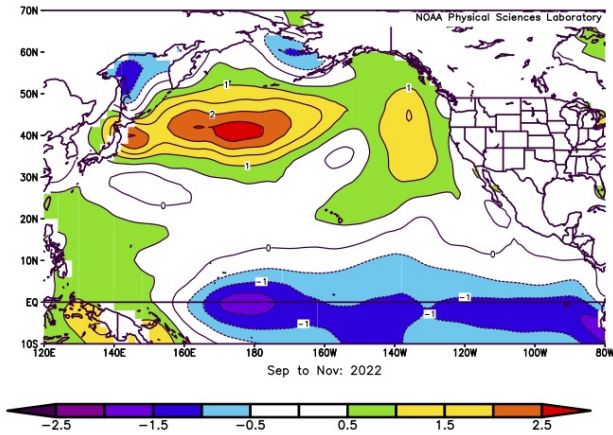 NOAA Physical Sciences Laboratory
70N
60N
50N
40N
30N
20N
10N
EQ
10S
1
2
1
1
0
0
0
-1
-1
-1
-1
120E 140E 160E 180 160W 140W 120W 100W 80W
Sep to Nov: 2022
-2.5 -1.5 -0.5 0.5 1.5 2.5